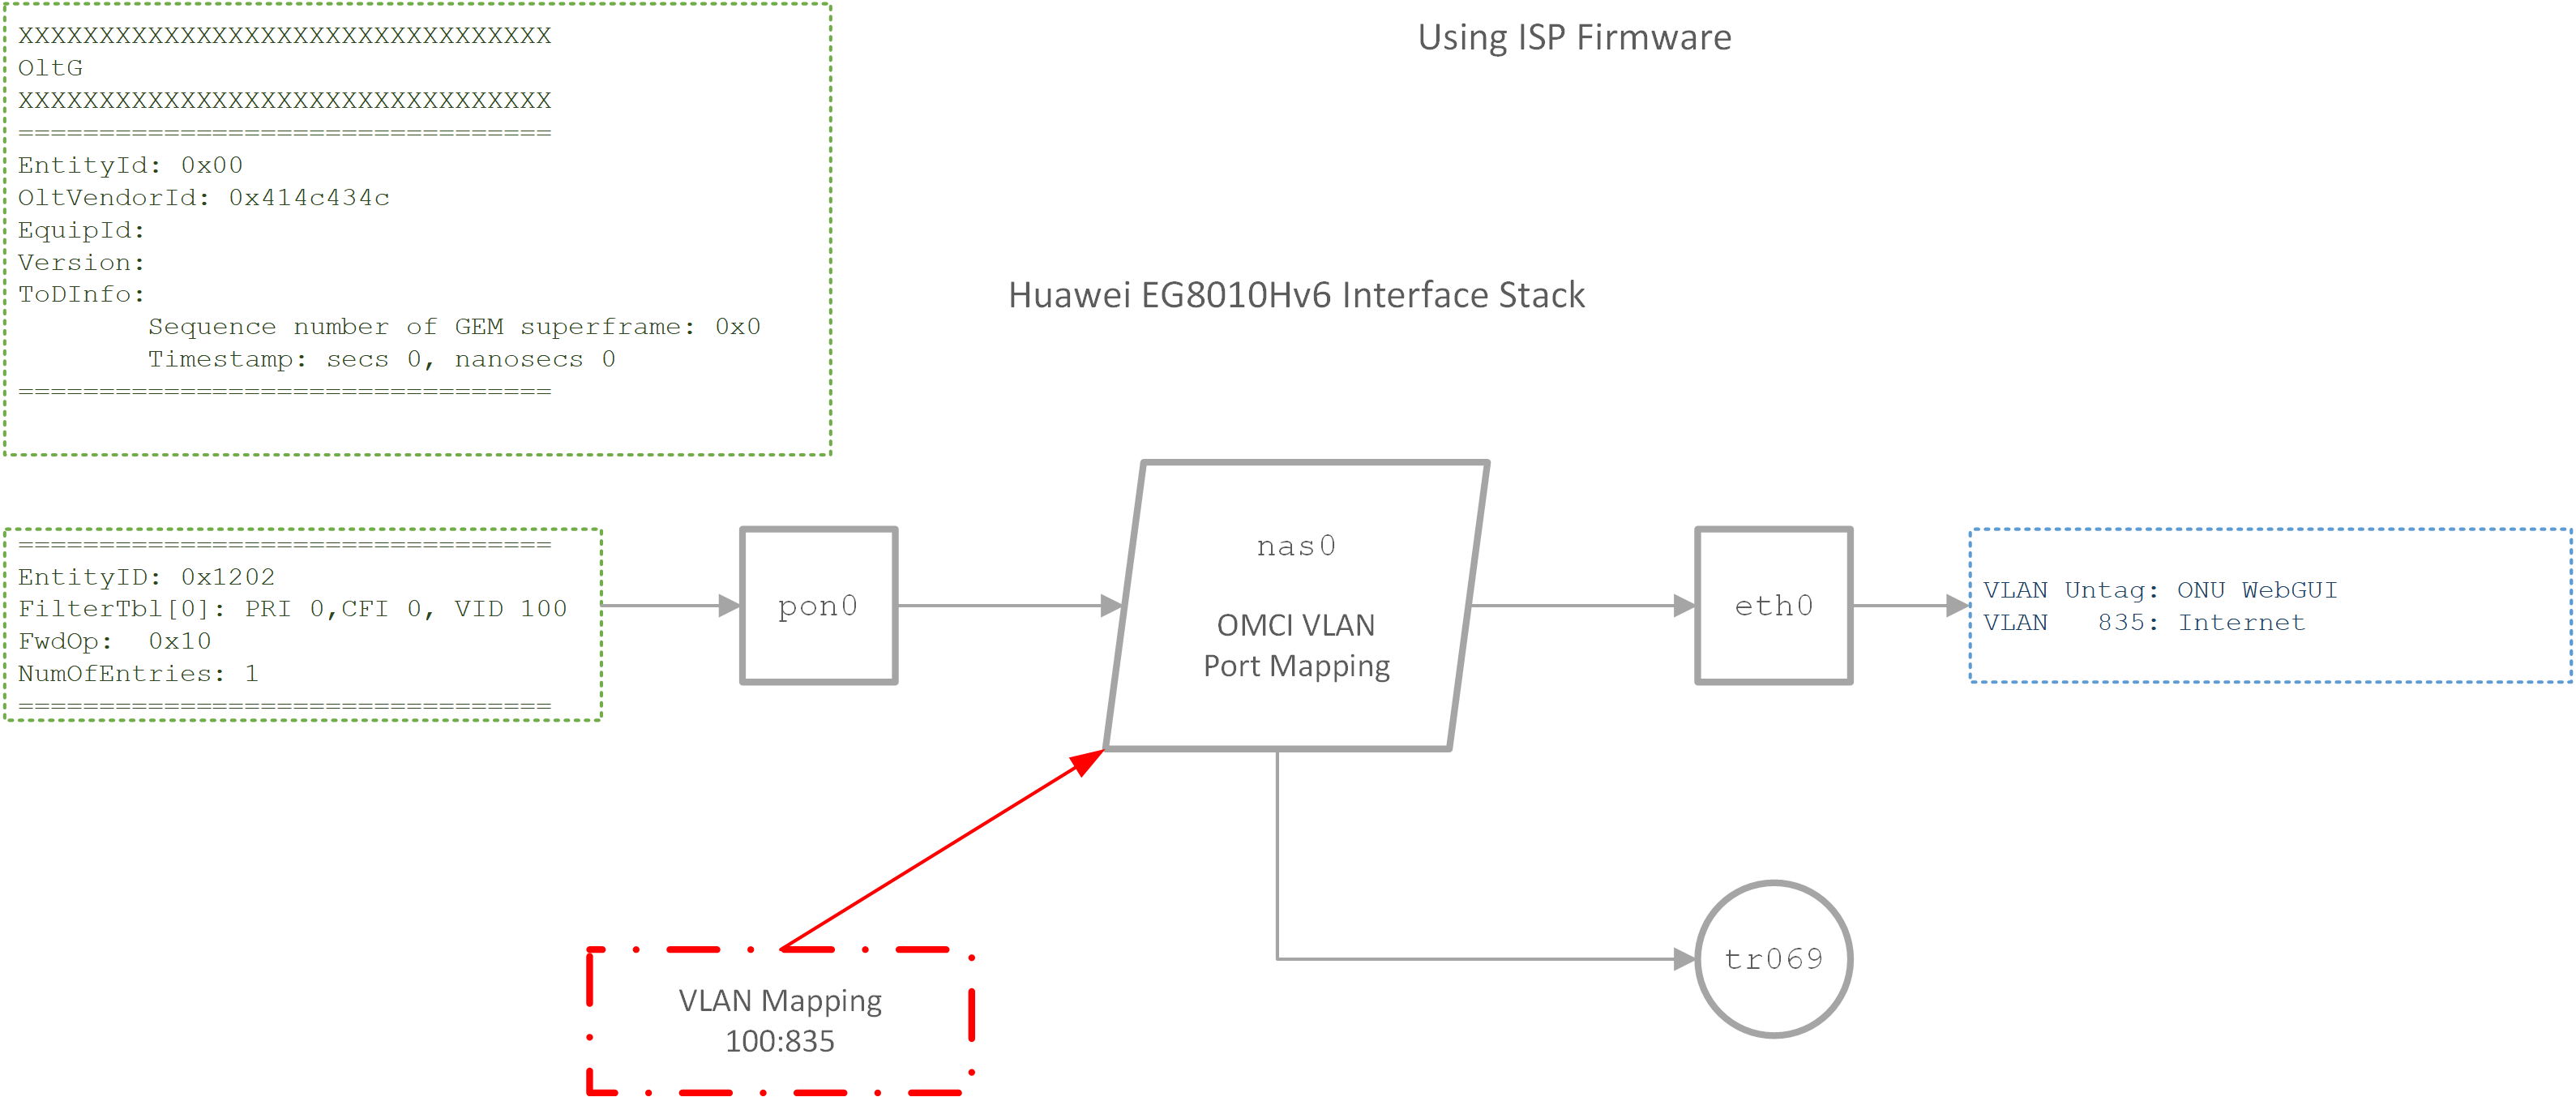 XXXXXXXXXXXXXXXXXXXXXXXXXXXXXXXXX
OltG
XXXXXXXXXXXXXXXXXXXXXXXXXXXXXXXXX
=================================
EntityId: 0x00
OltVendorId: 0x414c434c
EquipId:
Version:
ToDInfo:
Sequence number of GEM superframe: 0x0
Timestamp: secs 0, nanosecs 0
=================================
Using ISP Firmware
Huawei EG8010Hv6 Interface Stack
=================================
EntityID: 0x1202
FilterTbl[0]: PRI 0,CFI 0, VID 100
FwdOp:  0x10
NumOfEntries: 1
=================================
pon0
nas0
OMCI VLAN
Port Mapping
eth0
VLAN Untag: ONU WebGUI
VLAN   835: Internet
tr069
VLAN Mapping
100:835